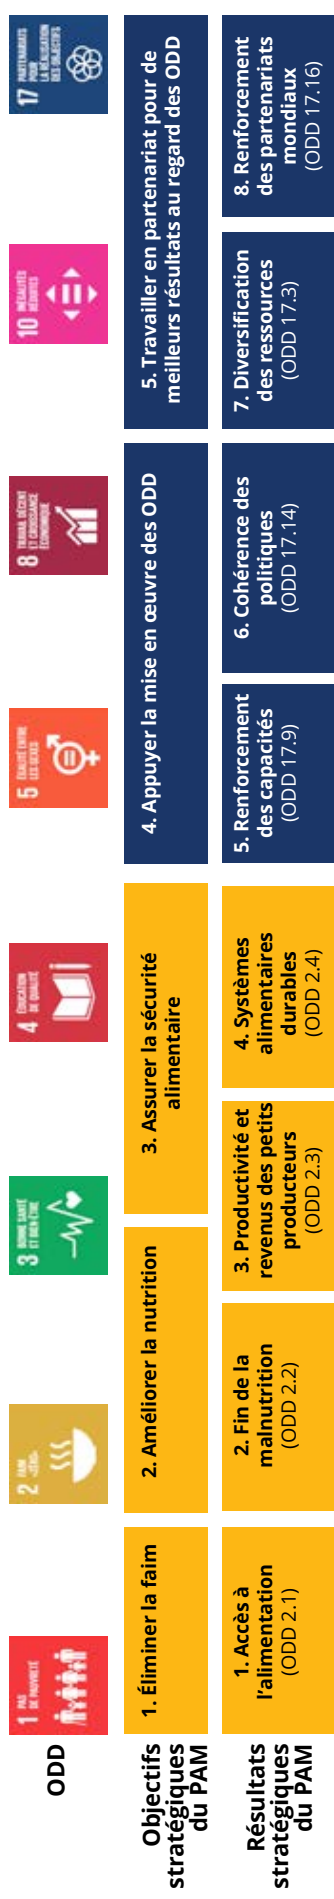 ODD
1 PAS
DE PAUVRETÉ
2 FAIM
«ZÉRO»
3 BONNE SANTÉ
ET BIEN-ÊTRE
4 ÉDUCATION
DE QUALITÉ
5 ÉGALITÉ ENTRE
LES SEXES
8 TRAVAIL DÉCENT
ET CROISSANCE
ÉCONOMIQUE
10 INÉGALITÉS
RÉDUITES
17 PARTENARIATS
POUR
LA RÉALISATION
DES OBJECTIFS
Objectifs
stratégiques
du PAM
1. Éliminer la faim
2. Améliorer la nutrition
3. Assurer la sécurité
alimentaire
4. Appuyer la mise en œuvre des ODD
5. Travailler en partenariat pour de
meilleurs résultats au regard des ODD
Résultats
stratégiques
du PAM
1. Accès à
l'alimentation
(ODD 2.1)
2. Fin de la
malnutrition
(ODD 2.2)
3. Productivité et
revenus des petits
producteurs
(ODD 2.3)
4. Systèmes
alimentaires
durables
(ODD 2.4)
5. Renforcement
des capacités
(ODD 17.9)
6. Cohérence des
politiques
(ODD 17.14)
7. Diversification
des ressources
(ODD 17.3)
8. Renforcement
des partenariats
mondiaux
(ODD 17.16)